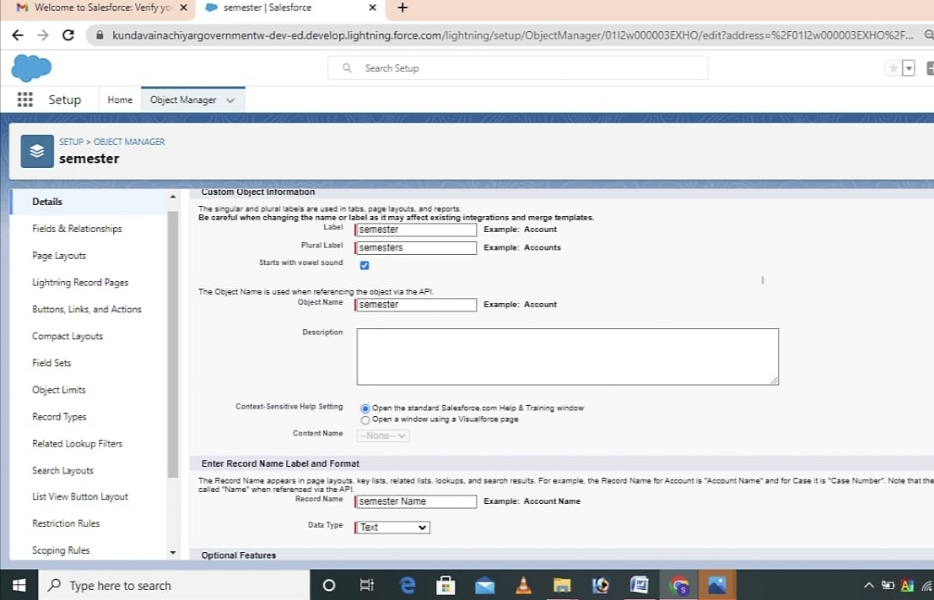 Welcome to Salesforce: Verify yo
semester | Salesforce
kundavainachiyargovernmentw-dev-ed.develop.lightning.force.com/lightning/setup/ObjectManager/01I2w000003EXHO/edit?address=%2F01I2w000003EXHO%2F...
Search Setup
Setup Home Object Manager
SETUP > OBJECT MANAGER
semester
Details
Fields & Relationships
Page Layouts
Lightning Record Pages
Buttons, Links, and Actions
Compact Layouts
Field Sets
Object Limits
Record Types
Related Lookup Filters
Search Layouts
List View Button Layout
Restriction Rules
Scoping Rules
Custom Object Information
The singular and plural labels are used in tabs, page layouts, and reports.
Be careful when changing the name or label as it may affect existing integrations and merge templates.
Label semester Example: Account
Plural Label semesters Example: Accounts
Starts with vowel sound
The Object Name is used when referencing the object via the API.
Object Name semester Example: Account
Description
Context-Sensitive Help Setting Open the standard Salesforce.com Help & Training window
Open a window using a Visualforce page
Content Name --None--
Enter Record Name Label and Format
The Record Name appears in page layouts, key lists, related lists, lookups, and search results. For example, the Record Name for Account is "Account Name" and for Case it is "Case Number". Note that the
called "Name" when referenced via the API.
Record Name semester Name Example: Account Name
Data Type Text
Optional Features
Type here to search